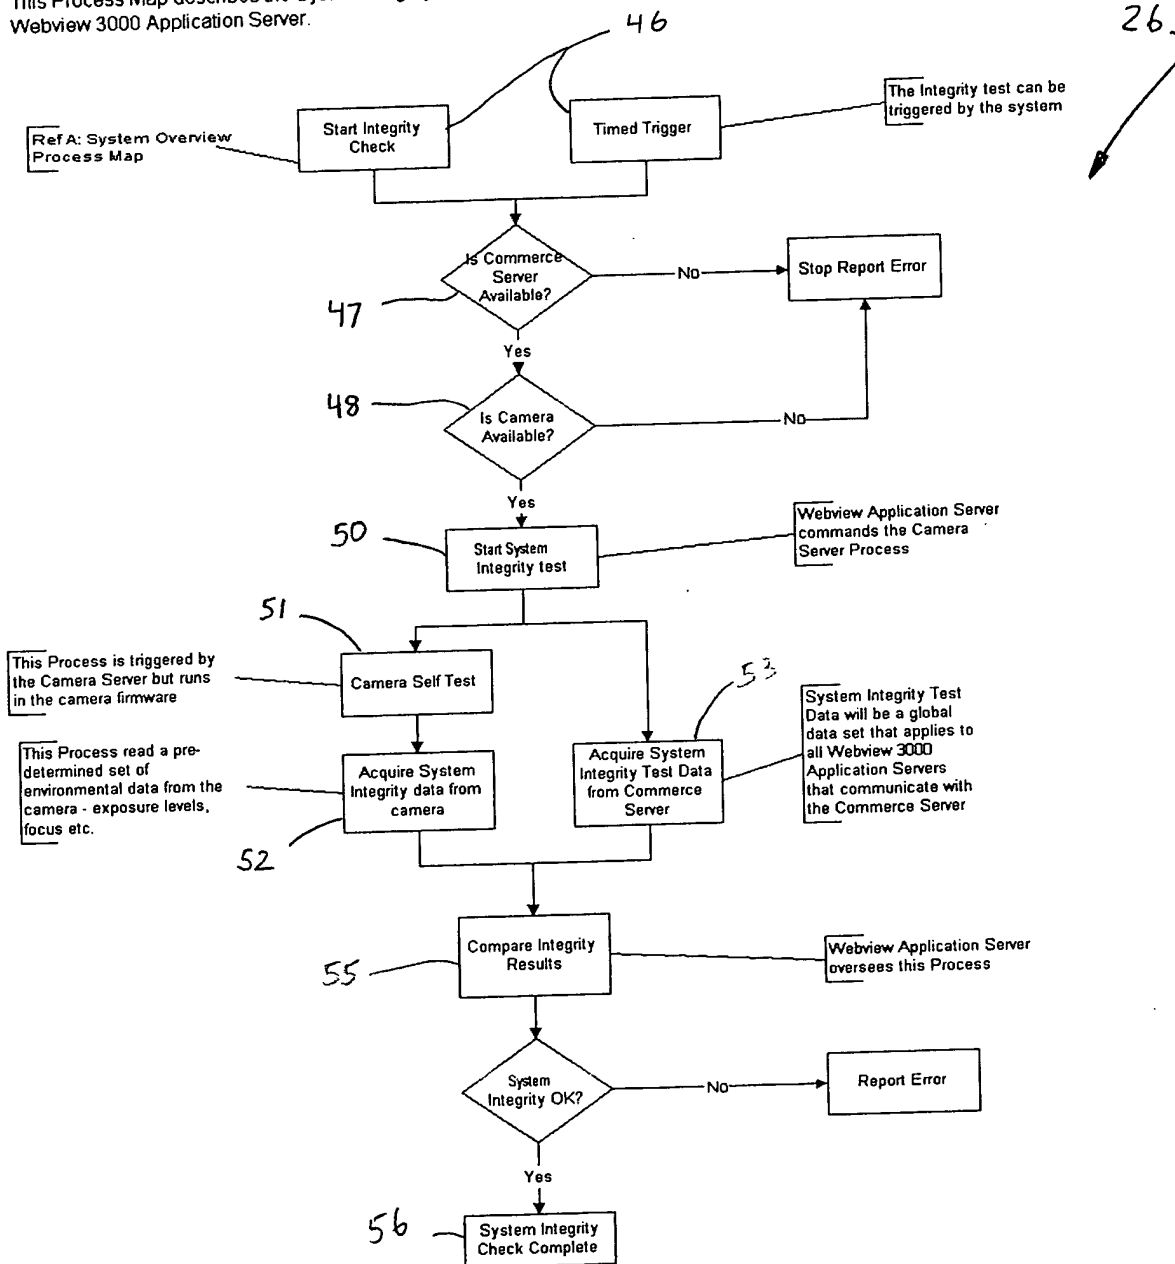 This Process Map describes the
Webview 3000 Application Server.
46
26
Start Integrity
Check
Timed Trigger
The Integrity test can be
triggered by the system
Ref A: System Overview
Process Map
Is Commerce
Server
Available?
No
Stop Report Error
47
Yes
48
Is Camera
Available?
No
Yes
50
Start System
Integrity test
Webview Application Server
commands the Camera
Server Process
51
This Process is triggered by
the Camera Server but runs
in the camera firmware
Camera Self Test
53
System Integrity Test
Data will be a global
data set that applies to
all Webview 3000
Application Servers
that communicate with
the Commerce Server
This Process read a pre-
determined set of
environmental data from the
camera - exposure levels,
focus etc.
Acquire System
Integrity data from
camera
Acquire System
Integrity Test Data
from Commerce
Server
52
Compare Integrity
Results
55
Webview Application Server
oversees this Process
System
Integrity OK?
No
Report Error
Yes
56
System Integrity
Check Complete